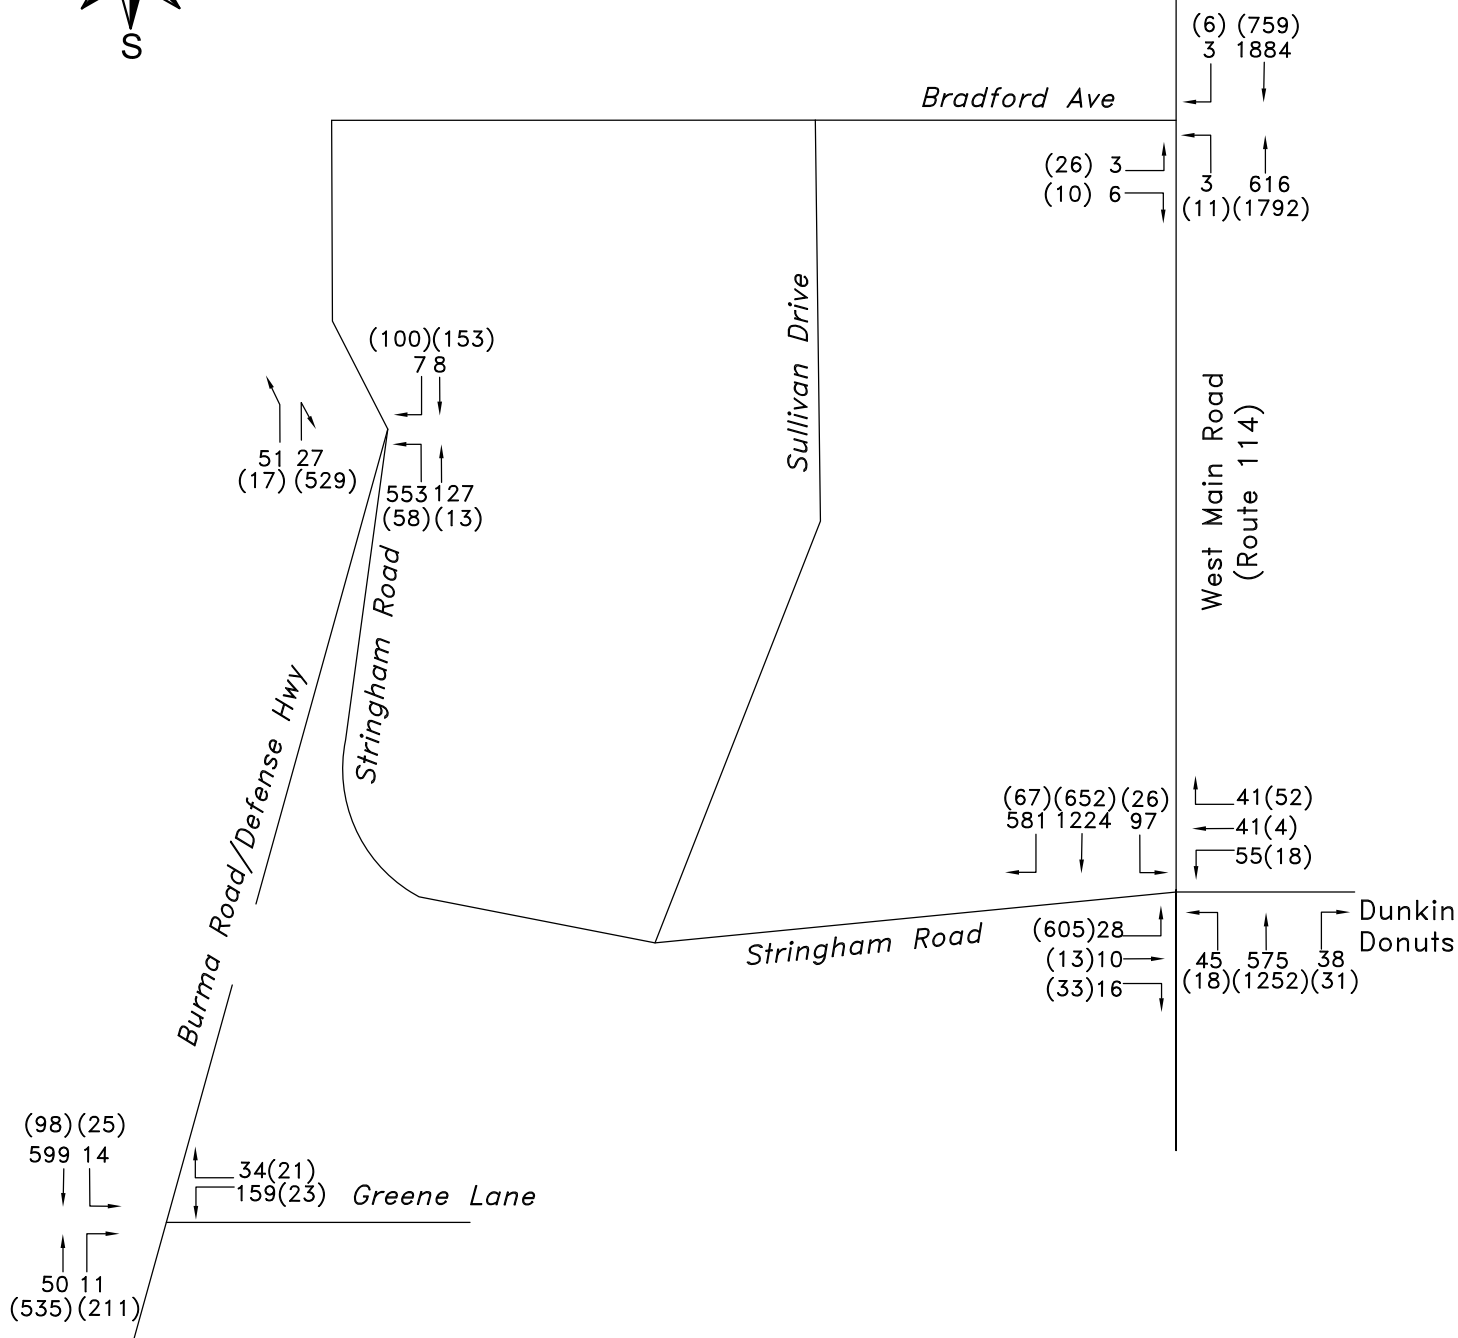 S
(6) (759)
3 1884
Bradford Ave
(26) 3
(10) 6
3 616
(11)(1792)
Sullivan Drive
(100)(153)
7 8
51 27
(17) (529)
553 127
(58)(13)
West Main Road
(Route 114)
Stringham Road
Burma Road/Defense Hwy
(67)(652)(26)
581 1224 97
41(52)
41(4)
55(18)
Stringham Road
(605)28
(13)10
(33)16
45 575 38
(18)(1252)(31)
Dunkin
Donuts
(98)(25)
599 14
34(21)
159(23)
Greene Lane
50 11
(535)(211)